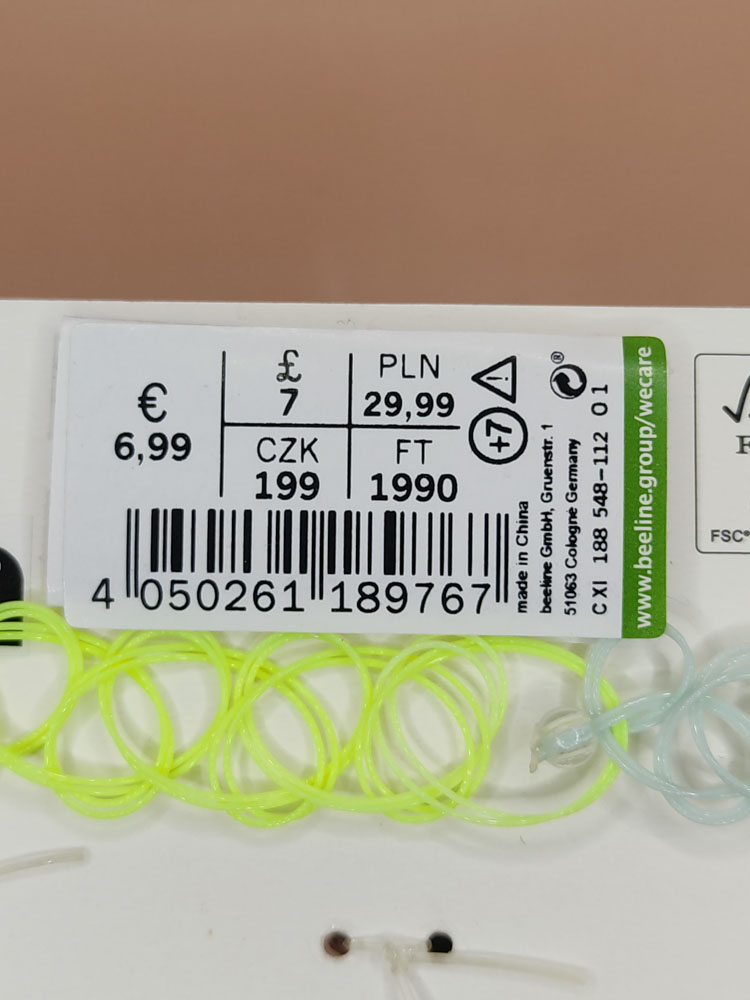 €
6,99
£
7
PLN
29,99
CZK
199
FT
1990
4 050261 189767
+7
made in China
beeline GmbH, Gruenstr. 1
51063 Cologne Germany
CXI 188 548-112 01
www.beeline.group/wecare
FSC®